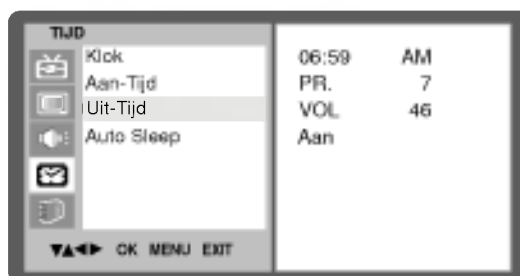 TIJD
Klok
Aan-Tijd
Uit-Tijd
Auto Sleep
▼▲◀▶ OK MENU EXIT
06:59 AM
PR. 7
VOL 46
Aan